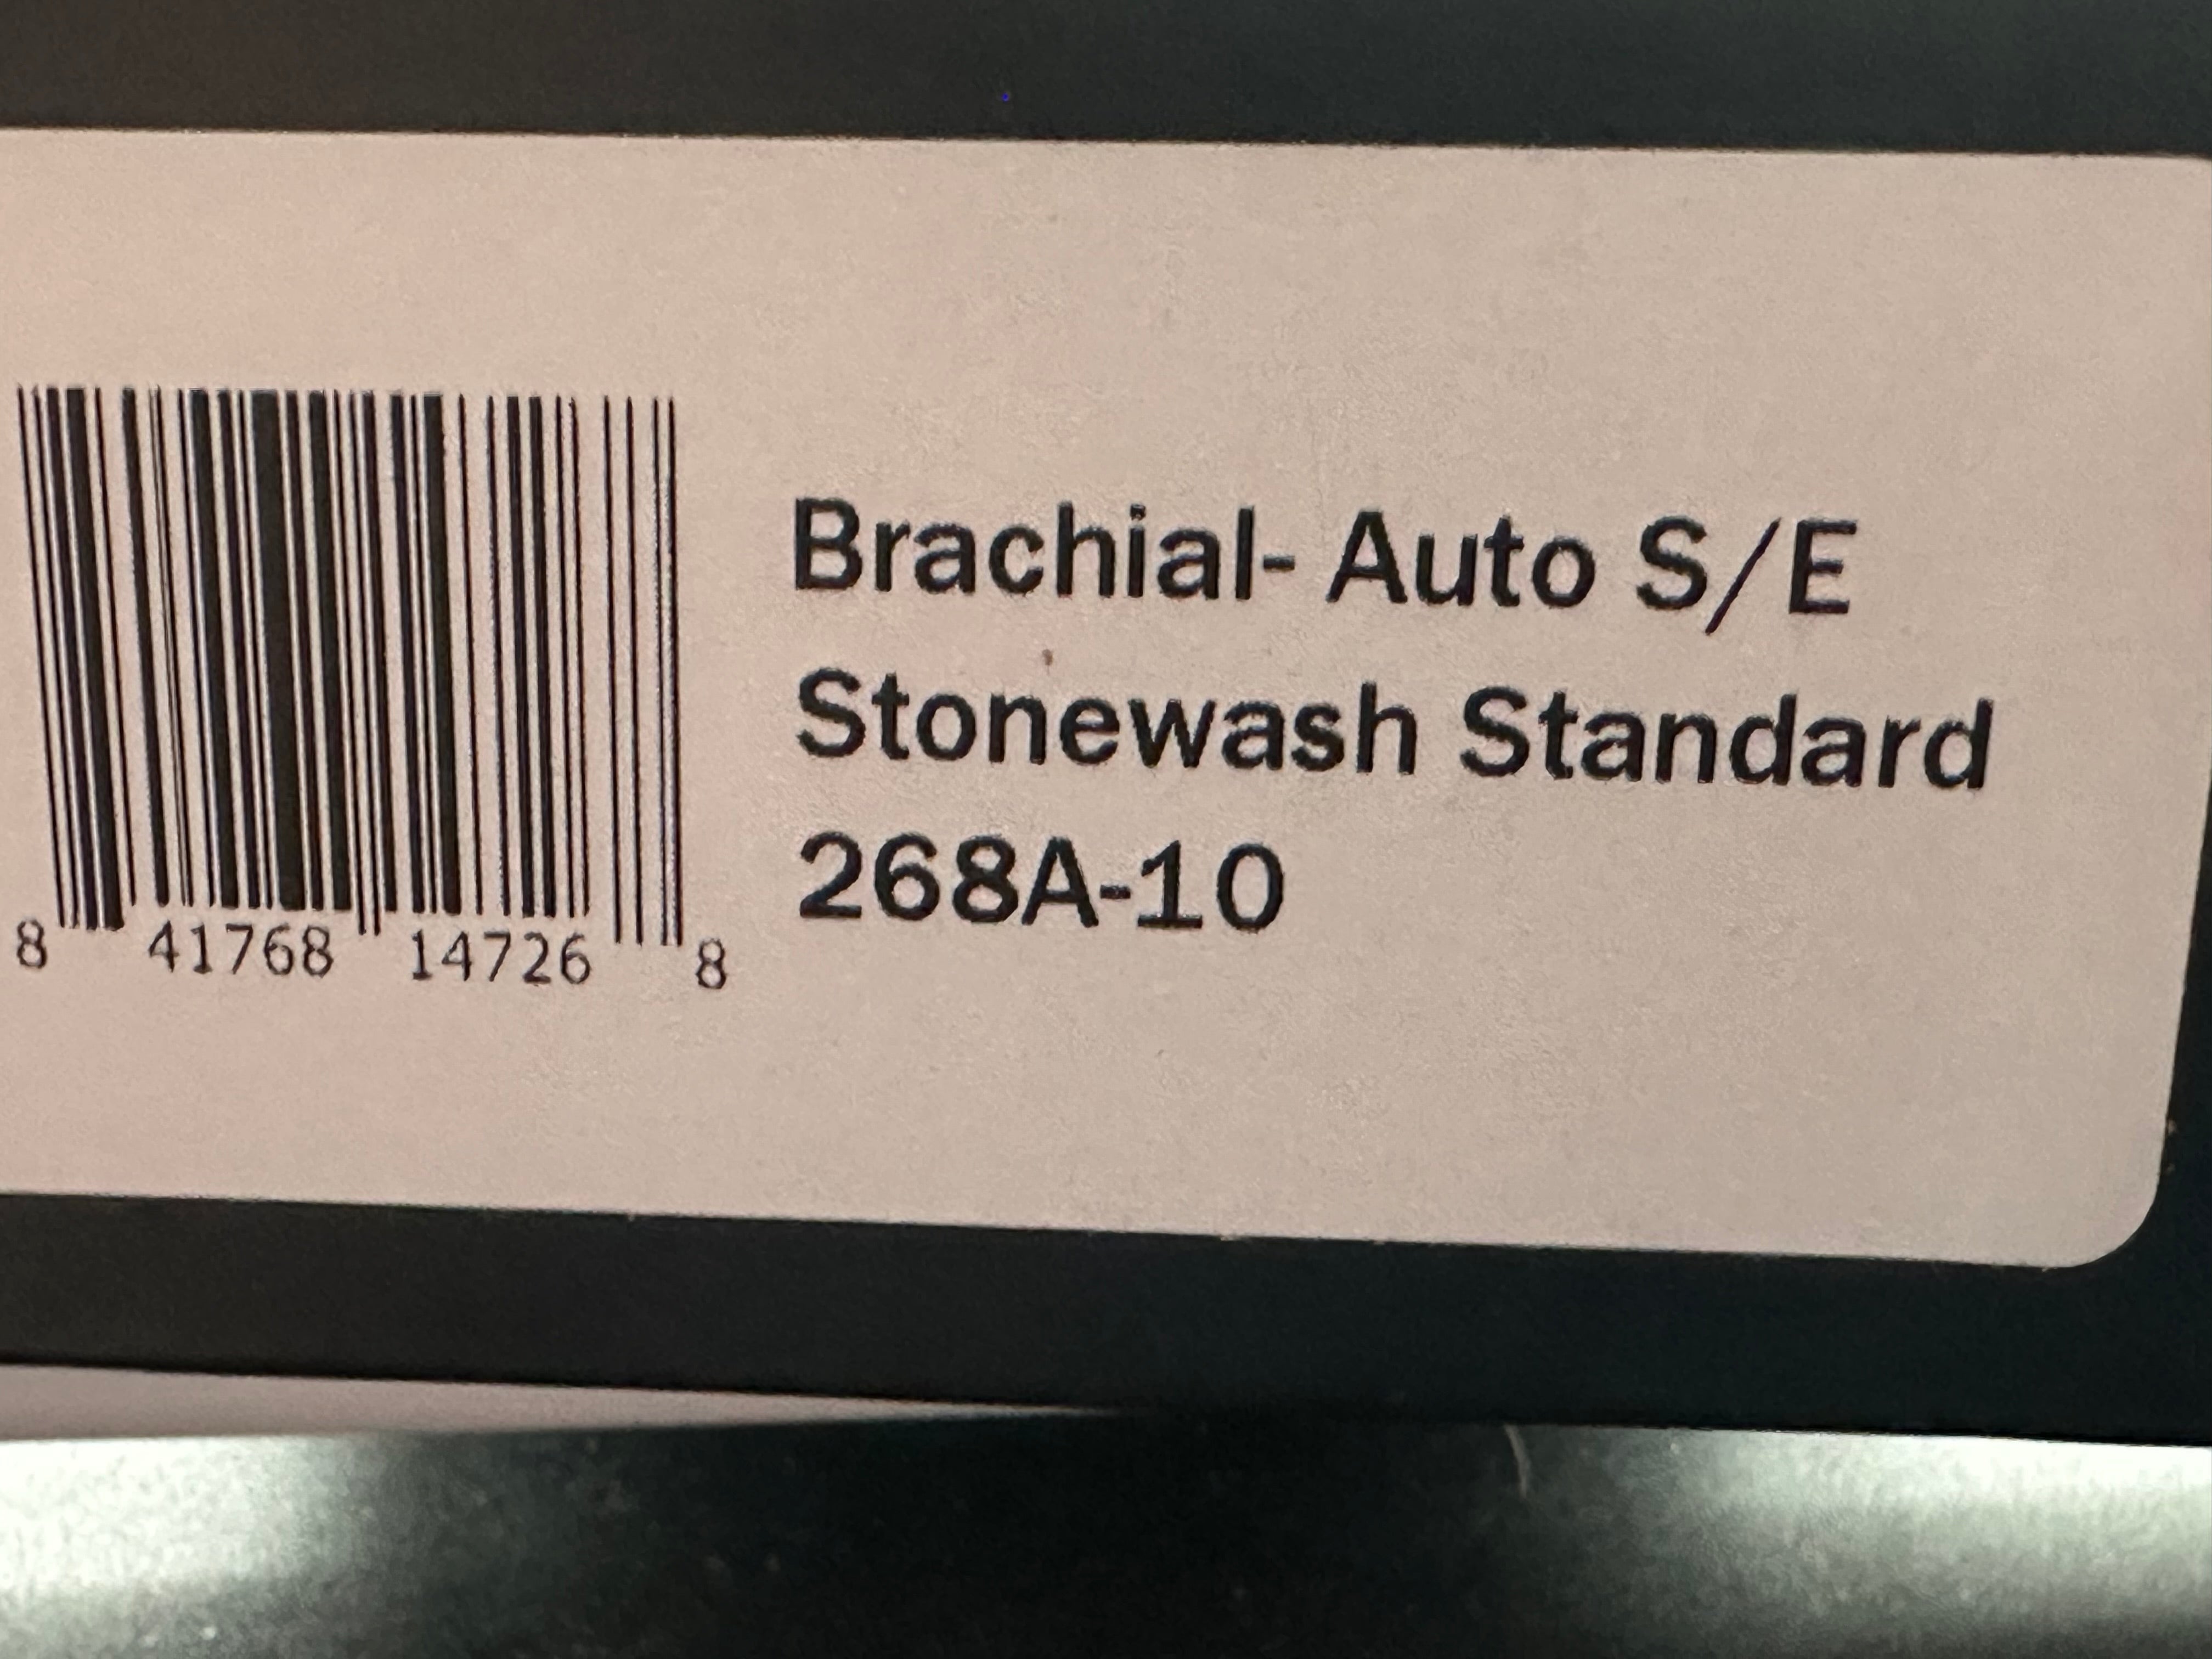 Brachial- Auto S/E
Stonewash Standard
268A-10
8 41768 14726 8